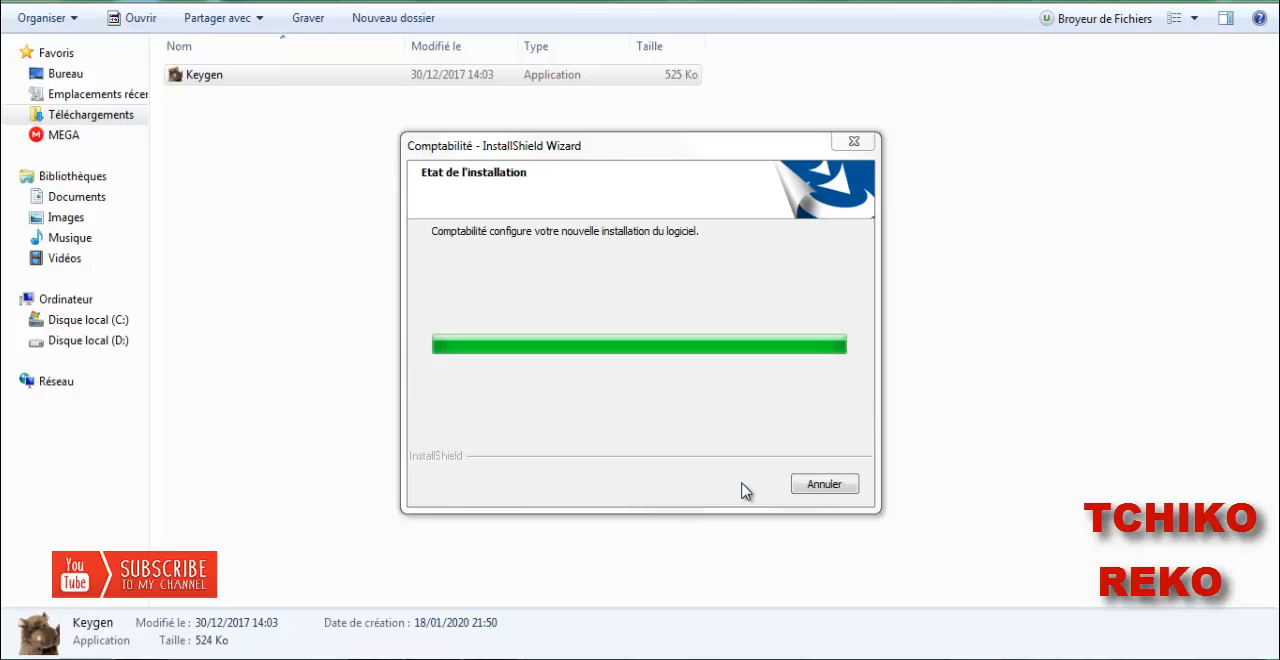 Organiser Ouvrir Partager avec Graver Nouveau dossier Broyeur de Fichiers
Nom Modifié le Type Taille
Keygen 30/12/2017 14:03 Application 525 Ko
Favoris
Bureau
Emplacements récer
Téléchargements
MEGA
Bibliothèques
Documents
Images
Musique
Vidéos
Ordinateur
Disque local (C:)
Disque local (D:)
Réseau
Comptabilité - InstallShield Wizard
Etat de l'installation
Comptabilité configure votre nouvelle installation du logiciel.
InstallShield
Annuler
TCHIKO
REKO
You Tube
SUBSCRIBE
TO MY CHANNEL
Keygen Modifié le : 30/12/2017 14:03 Date de création : 18/01/2020 21:50
Application Taille : 524 Ko